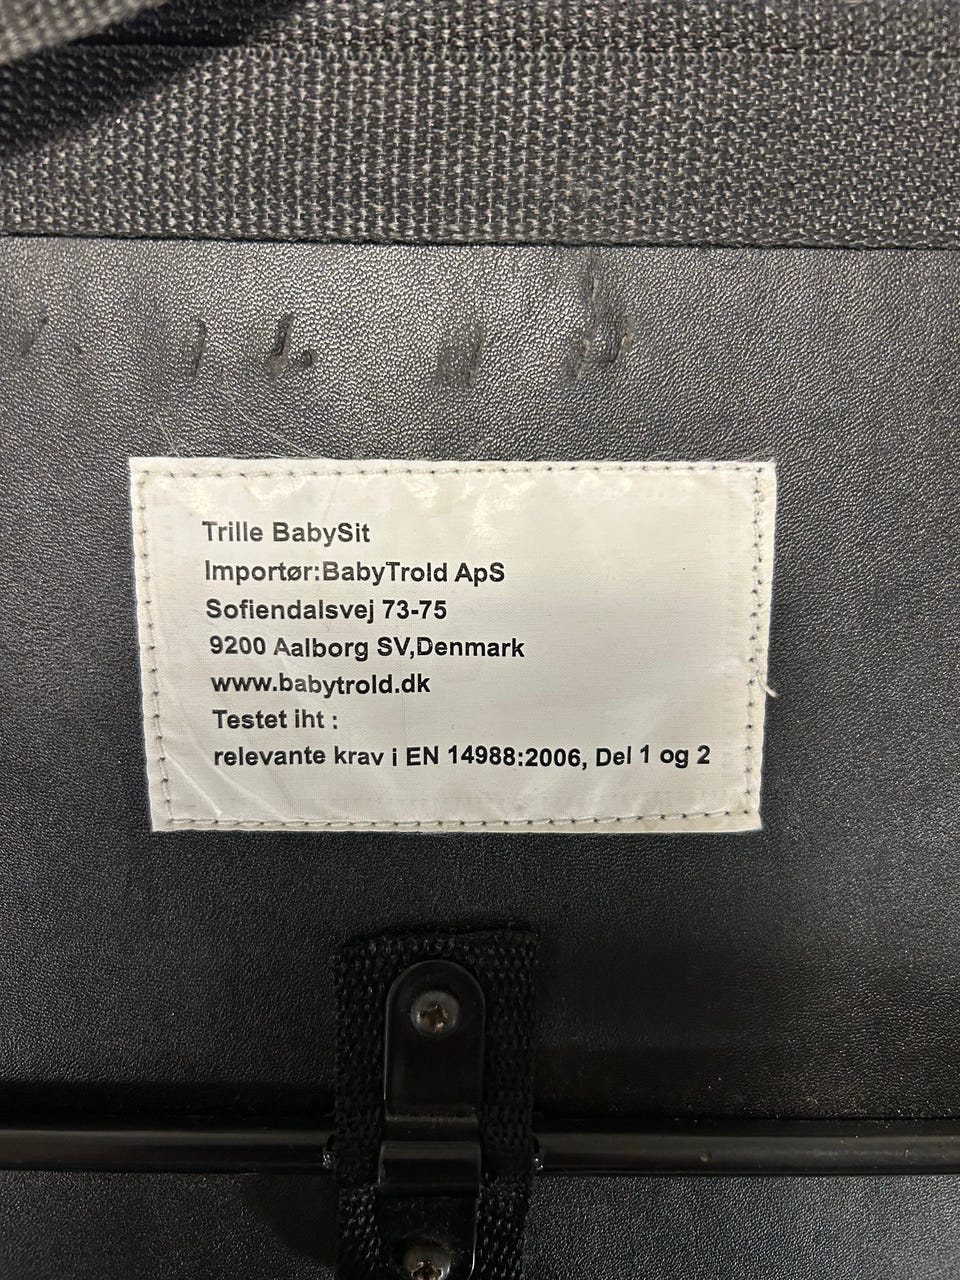 Trille BabySit
Importør:BabyTrold ApS
Sofiendalsvej 73-75
9200 Aalborg SV,Denmark
www.babytrold.dk
Testet iht :
relevante krav i EN 14988:2006, Del 1 og 2